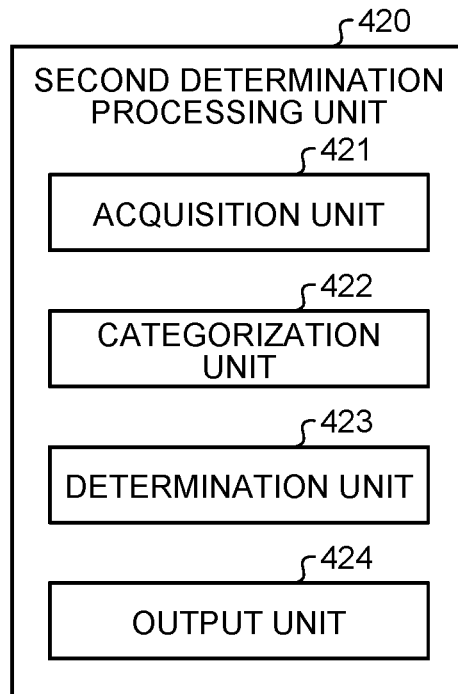 420
SECOND DETERMINATION
PROCESSING UNIT
421
ACQUISITION UNIT
422
CATEGORIZATION
UNIT
423
DETERMINATION UNIT
424
OUTPUT UNIT